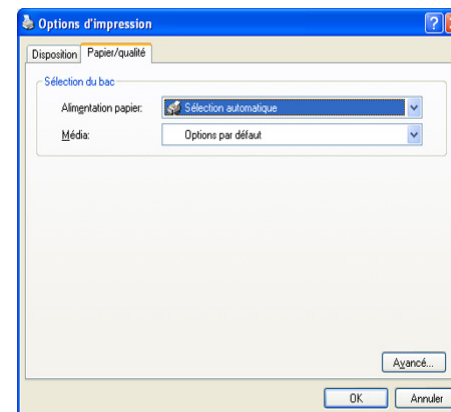 Options d'impression
Disposition Papier/qualité
Sélection du bac
Alimentation papier: Sélection automatique
Média: Options par défaut
Avancé...
OK Annuler